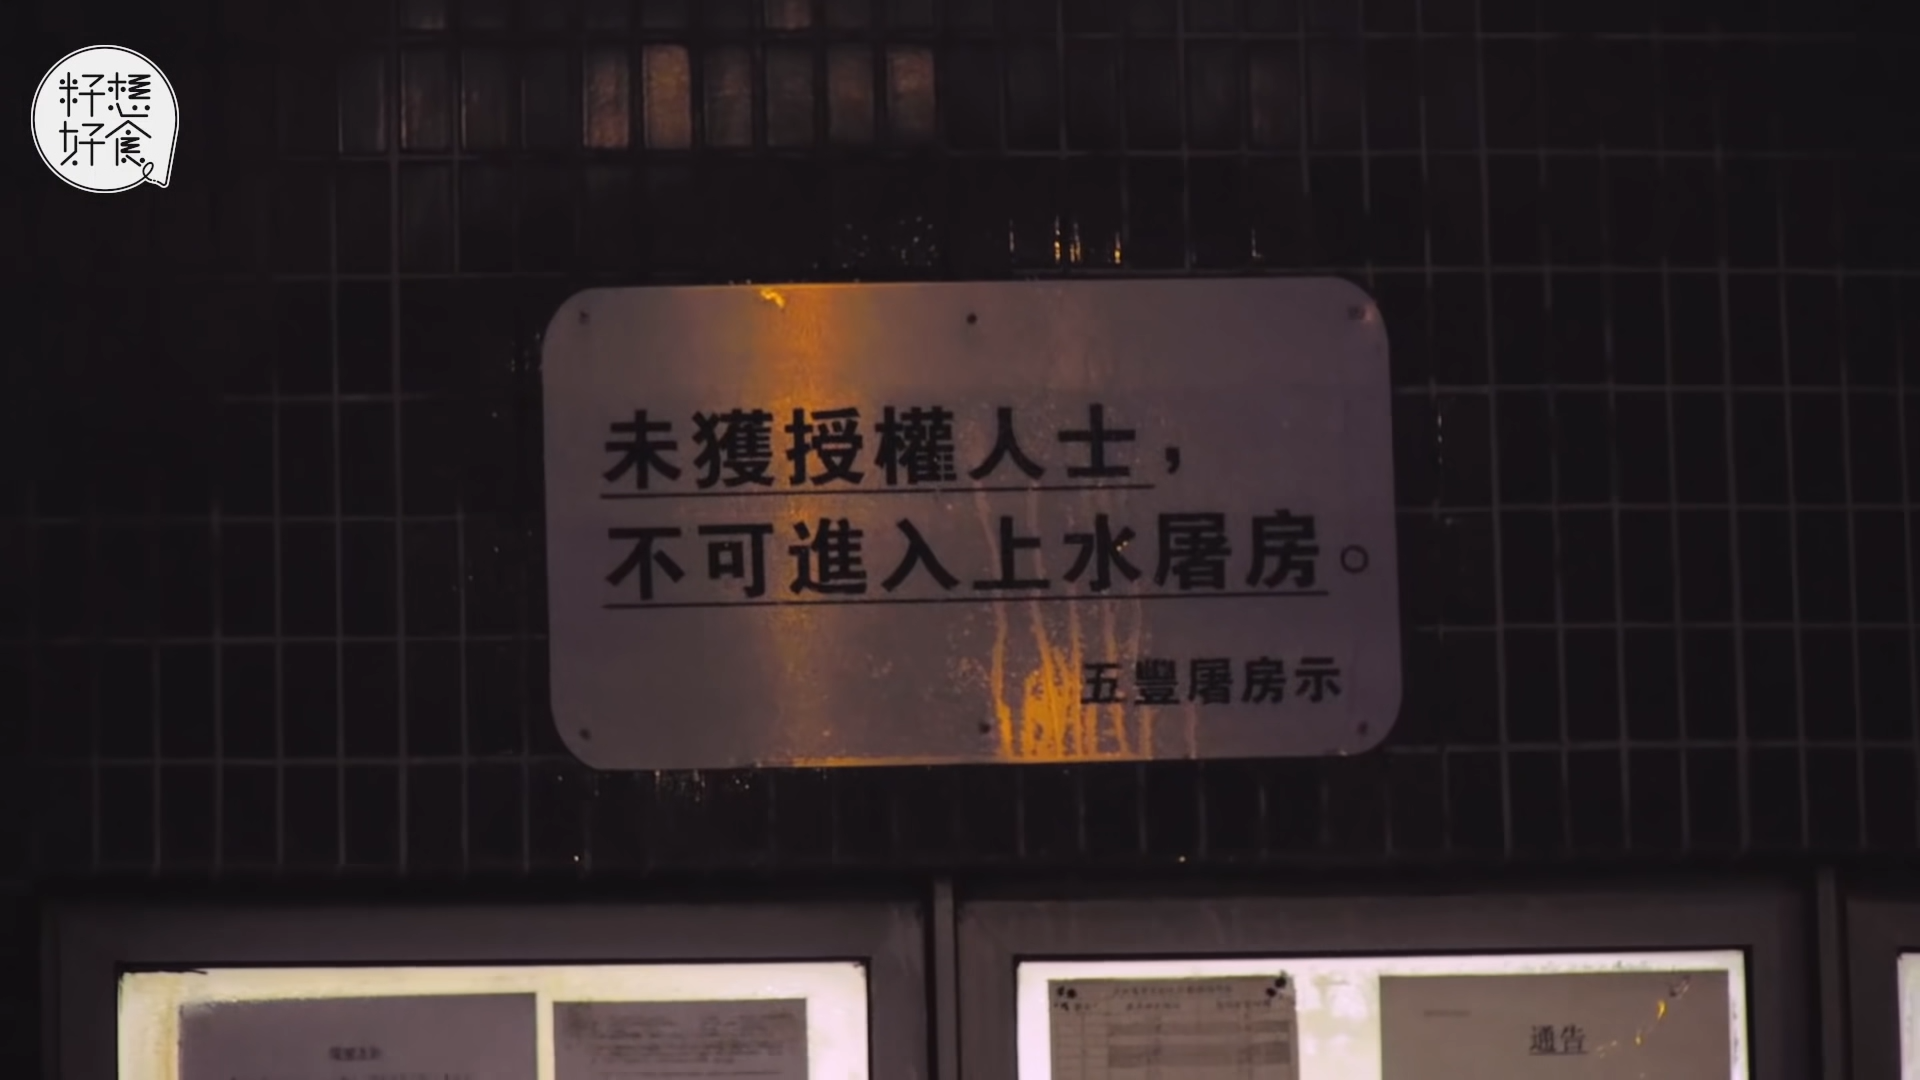 籽想
好食
未獲授權人士，
不可進入上水屠房。
五豐屠房示
通告